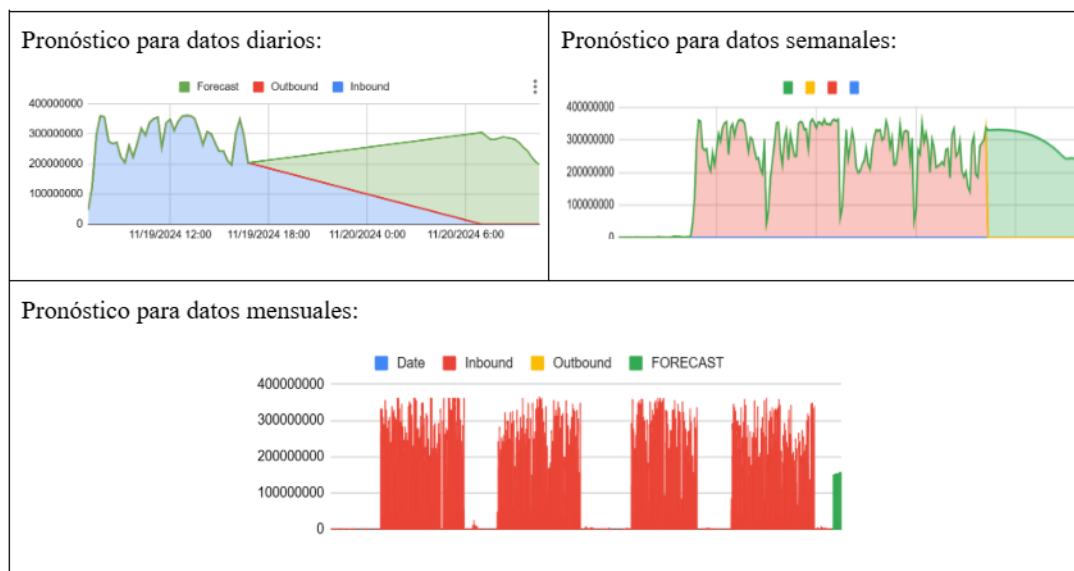 Pronóstico para datos diarios:
Forecast Outbound Inbound
400000000
300000000
200000000
100000000
0
11/19/2024 12:00 11/19/2024 18:00 11/20/2024 0:00 11/20/2024 6:00
Pronóstico para datos semanales:
400000000
300000000
200000000
100000000
0
Pronóstico para datos mensuales:
Date Inbound Outbound FORECAST
400000000
300000000
200000000
100000000
0